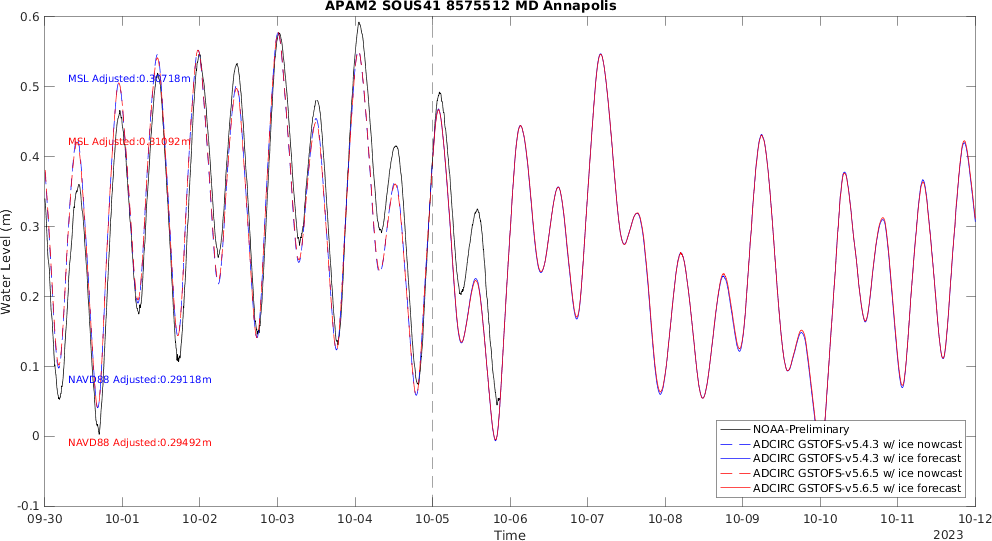 APAM2 SOUS41 8575512 MD Annapolis
0.6
0.5
0.4
0.3
0.2
0.1
0
-0.1
Water Level (m)
MSL Adjusted:0.30718m
MSL Adjusted:0.31092m
NAVD88 Adjusted:0.29118m
NAVD88 Adjusted:0.29492m
NOAA-Preliminary
ADCIRC GSTOFS-v5.4.3 w/ ice nowcast
ADCIRC GSTOFS-v5.4.3 w/ ice forecast
ADCIRC GSTOFS-v5.6.5 w/ ice nowcast
ADCIRC GSTOFS-v5.6.5 w/ ice forecast
09-30 10-01 10-02 10-03 10-04 10-05 10-06 10-07 10-08 10-09 10-10 10-11 10-12
Time
2023